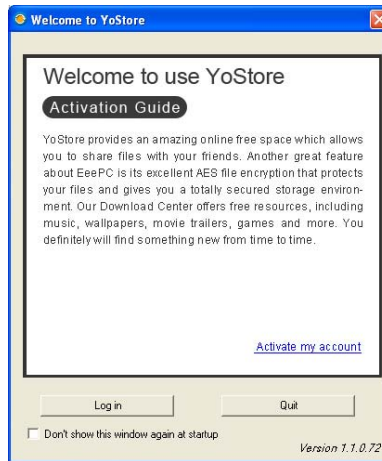 Welcome to YoStore
Welcome to use YoStore
Activation Guide
YoStore provides an amazing online free space which allows
you to share files with your friends. Another great feature
about EeePC is its excellent AES file encryption that protects
your files and gives you a totally secured storage environ-
ment. Our Download Center offers free resources, including
music, wallpapers, movie trailers, games and more. You
definitely will find something new from time to time.
Activate my account
Log in Quit
Don't show this window again at startup
Version 1.1.0.72